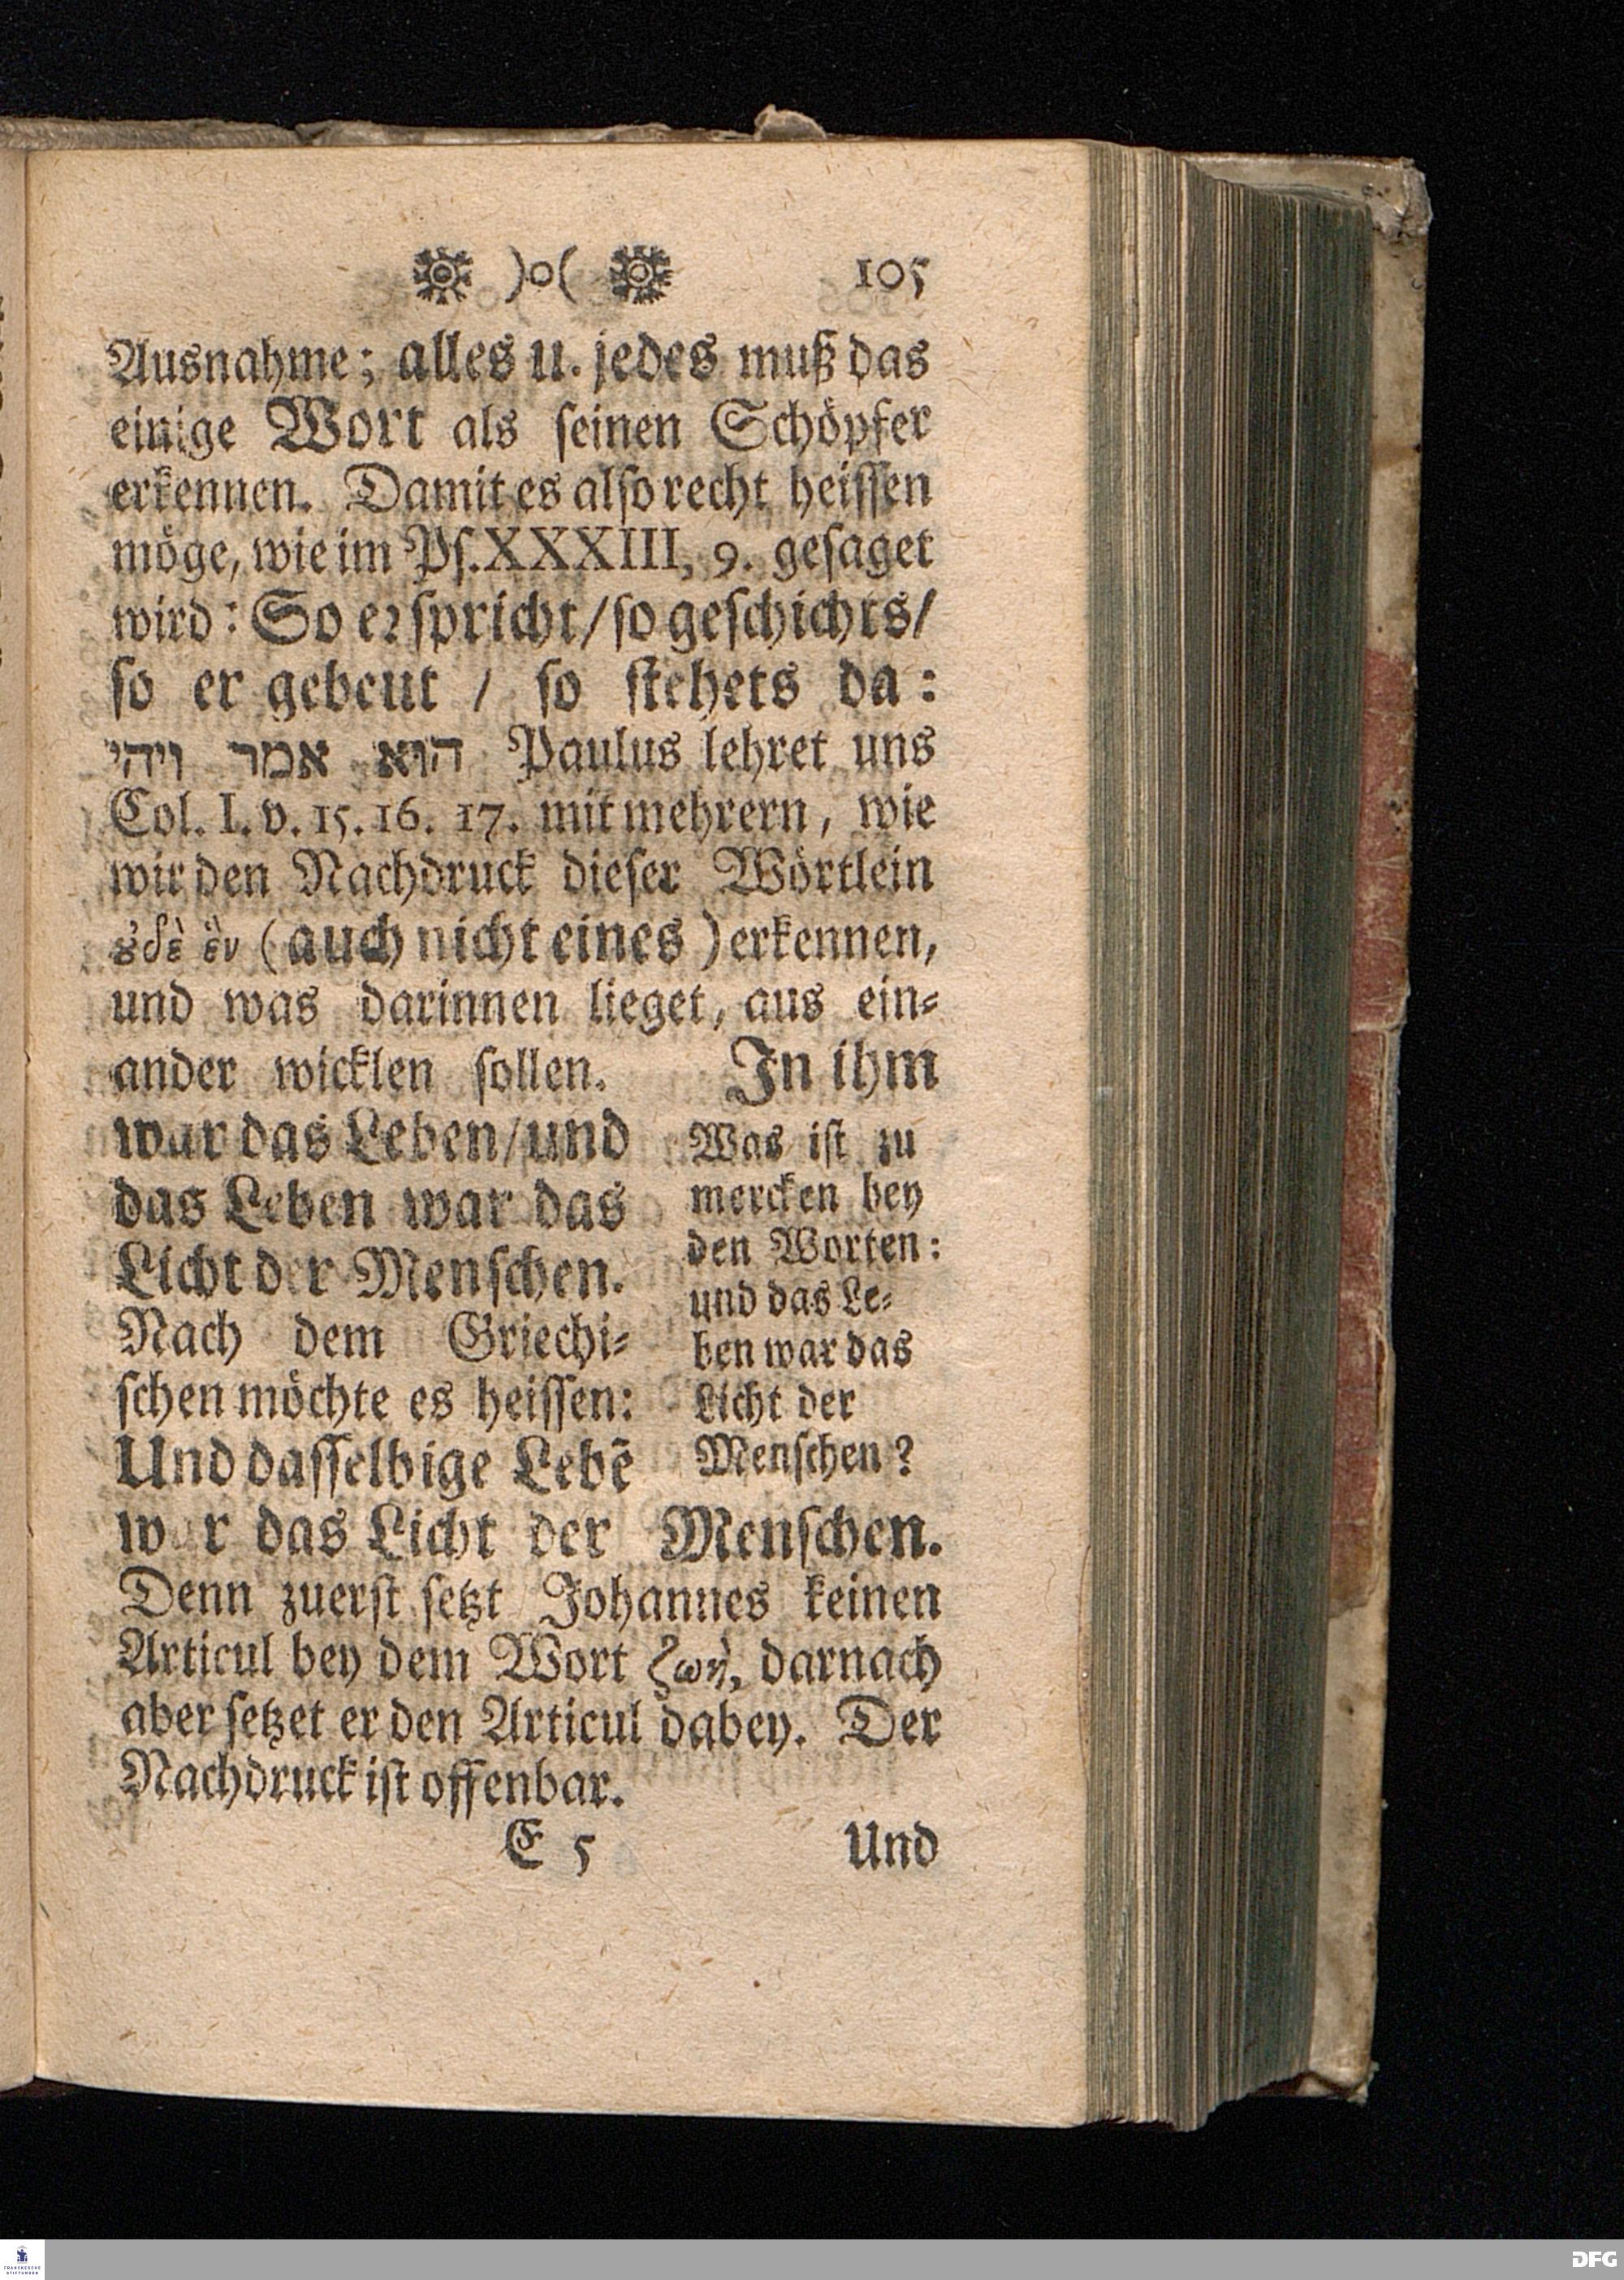 )o( 105
Ausnahme; alles u. jedes muß das
einige Wort als seinen Schöpfer
erkennen. Damit es also recht heissen
möge, wie im Ps. XXXIII, 9. gesaget
wird: So er spricht / so geschichts /
so er gebeut / so stehets da:
הוא אמר ויהי Paulus lehret uns
Col. I. v. 15. 16. 17. mit mehrern, wie
wir den Nachdruck dieser Wörtlein
ȣ̓δὲ ἓν (auch nicht eines) erkennen,
und was darinnen lieget, aus ein-
ander wicklen sollen. In ihm
war das Leben / und
das Leben war das
Licht der Menschen.
Nach dem Griechi-
schen möchte es heissen:
Und dasselbige Lebē
war das Licht der Menschen.
Denn zuerst setzt Johannes keinen
Articul bey dem Wort ζωὴ, darnach
aber setzet er den Articul dabey. Der
Nachdruck ist offenbar.
Was ist zu
mercken bey
den Worten:
und das Le-
ben war das
Licht der
Menschen?
E 5 Und
FRANCKESCHE
STIFTUNGEN
DFG